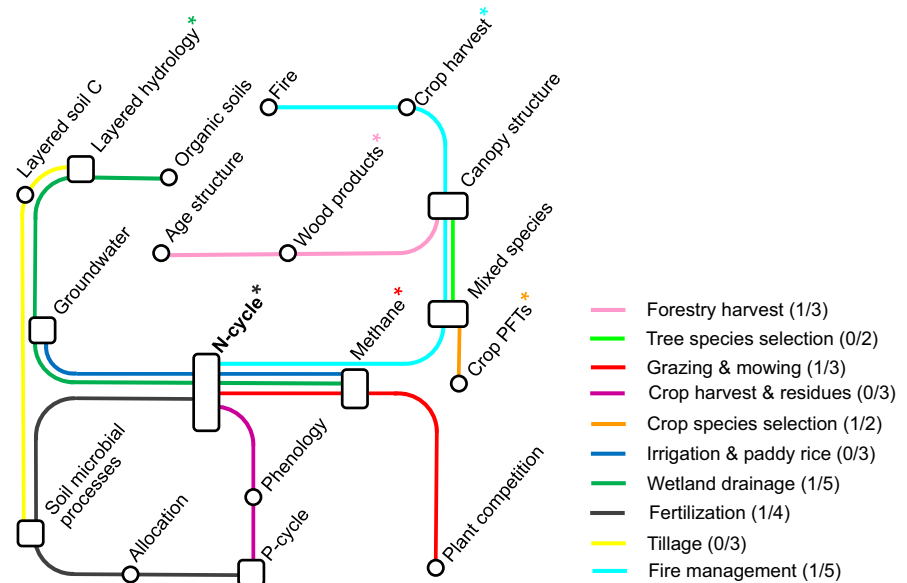 Layered soil C
Layered hydrology*
Organic soils
Fire
Crop harvest*
Canopy structure
Age structure
Wood products*
Groundwater
N-cycle*
Methane*
Mixed species
Crop PFTs*
Soil microbial
processes
Allocation
Phenology
P-cycle
Plant competition
Forestry harvest (1/3)
Tree species selection (0/2)
Grazing & mowing (1/3)
Crop harvest & residues (0/3)
Crop species selection (1/2)
Irrigation & paddy rice (0/3)
Wetland drainage (1/5)
Fertilization (1/4)
Tillage (0/3)
Fire management (1/5)